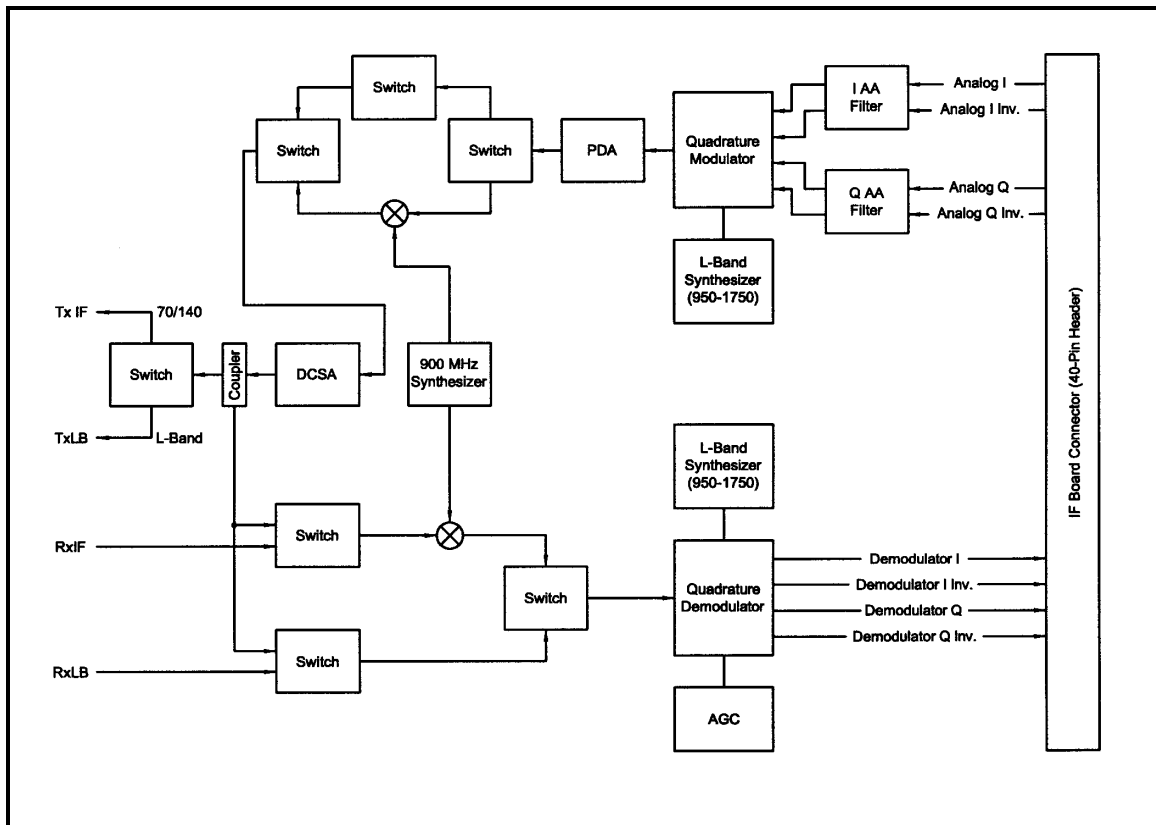 Switch
I AA
Filter
Analog I
Analog I Inv.
Switch
Switch
PDA
Quadrature
Modulator
Q AA
Filter
Analog Q
Analog Q Inv.
L-Band
Synthesizer
(950-1750)
Tx IF
70/140
Switch
Coupler
DCSA
900 MHz
Synthesizer
TxLB
L-Band
L-Band
Synthesizer
(950-1750)
IF Board Connector (40-Pin Header)
RxIF
Switch
Switch
Quadrature
Demodulator
Demodulator I
Demodulator I Inv.
Demodulator Q
Demodulator Q Inv.
RxLB
Switch
AGC